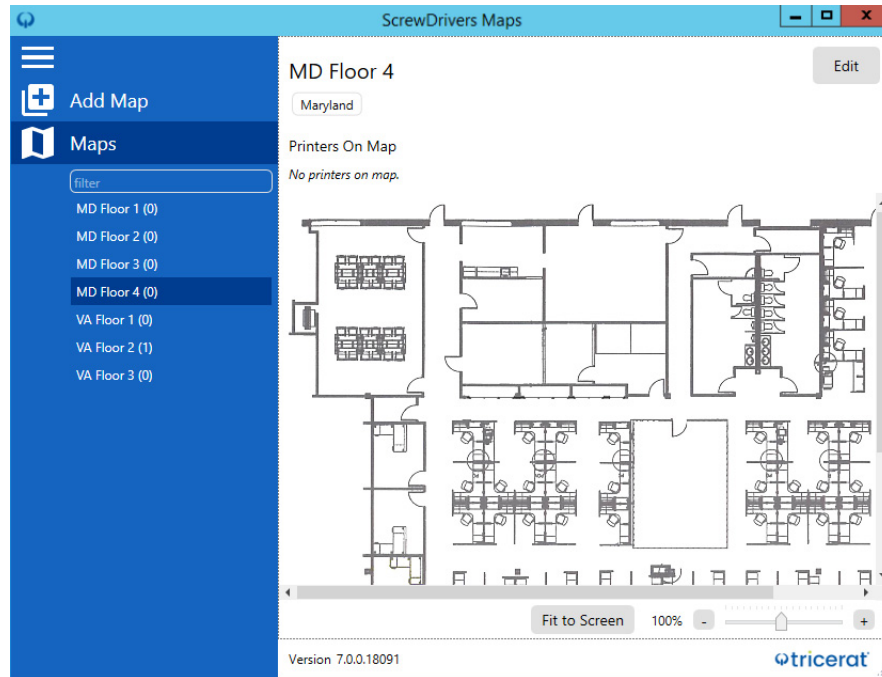 ScrewDrivers Maps
Add Map
Maps
filter
MD Floor 1 (0)
MD Floor 2 (0)
MD Floor 3 (0)
MD Floor 4 (0)
VA Floor 1 (0)
VA Floor 2 (1)
VA Floor 3 (0)
MD Floor 4
Edit
Maryland
Printers On Map
No printers on map.
Fit to Screen 100% - +
Version 7.0.0.18091
tricerat